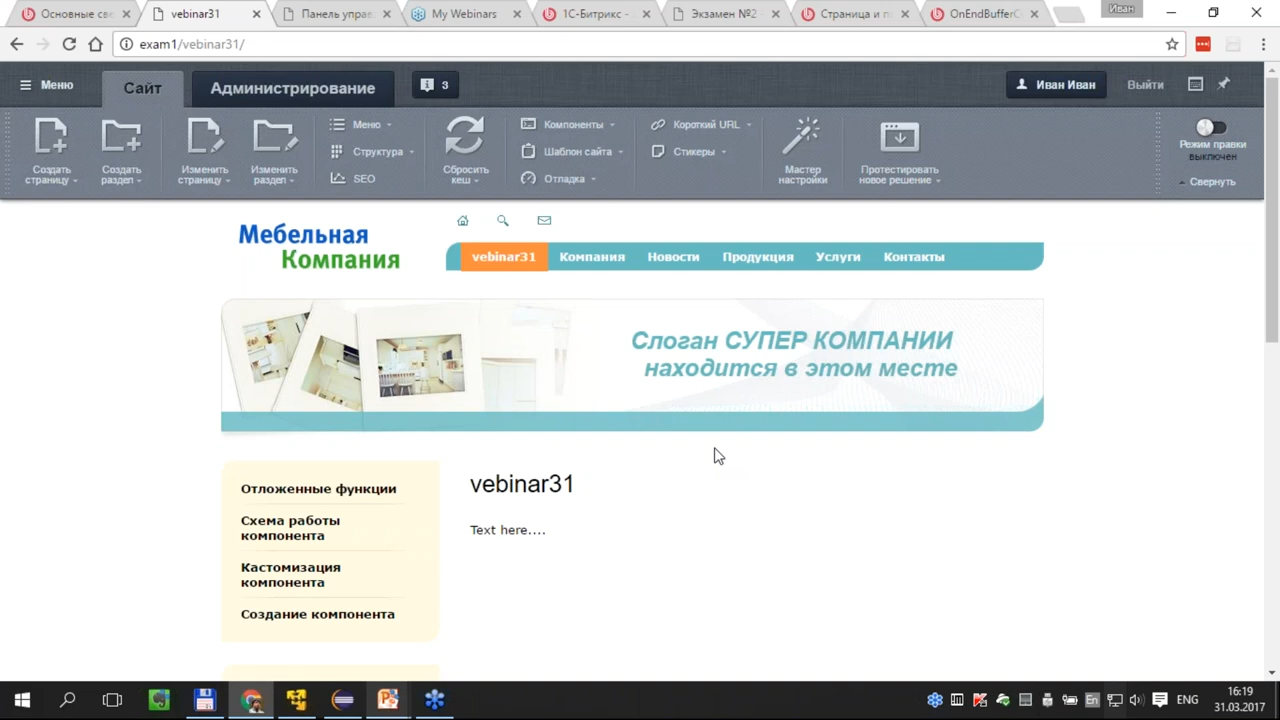 Основные све
vebinar31
Панель управ
My Webinars
1С-Битрикс -
Экзамен №2 -
Страница и п
OnEndBufferC
Иван
exam1/vebinar31/
Меню
Сайт
Администрирование
3
Иван Иван
Выйти
Создать
страницу
Создать
раздел
Изменить
страницу
Изменить
раздел
Меню
Структура
SEO
Сбросить
кеш
Компоненты
Шаблон сайта
Отладка
Короткий URL
Стикеры
Мастер
настройки
Протестировать
новое решение
Режим правки
выключен
Свернуть
Мебельная
Компания
vebinar31 Компания Новости Продукция Услуги Контакты
Слоган СУПЕР КОМПАНИИ
находится в этом месте
Отложенные функции
Схема работы
компонента
Кастомизация
компонента
Создание компонента
vebinar31
Text here....
En
ENG
16:19
31.03.2017